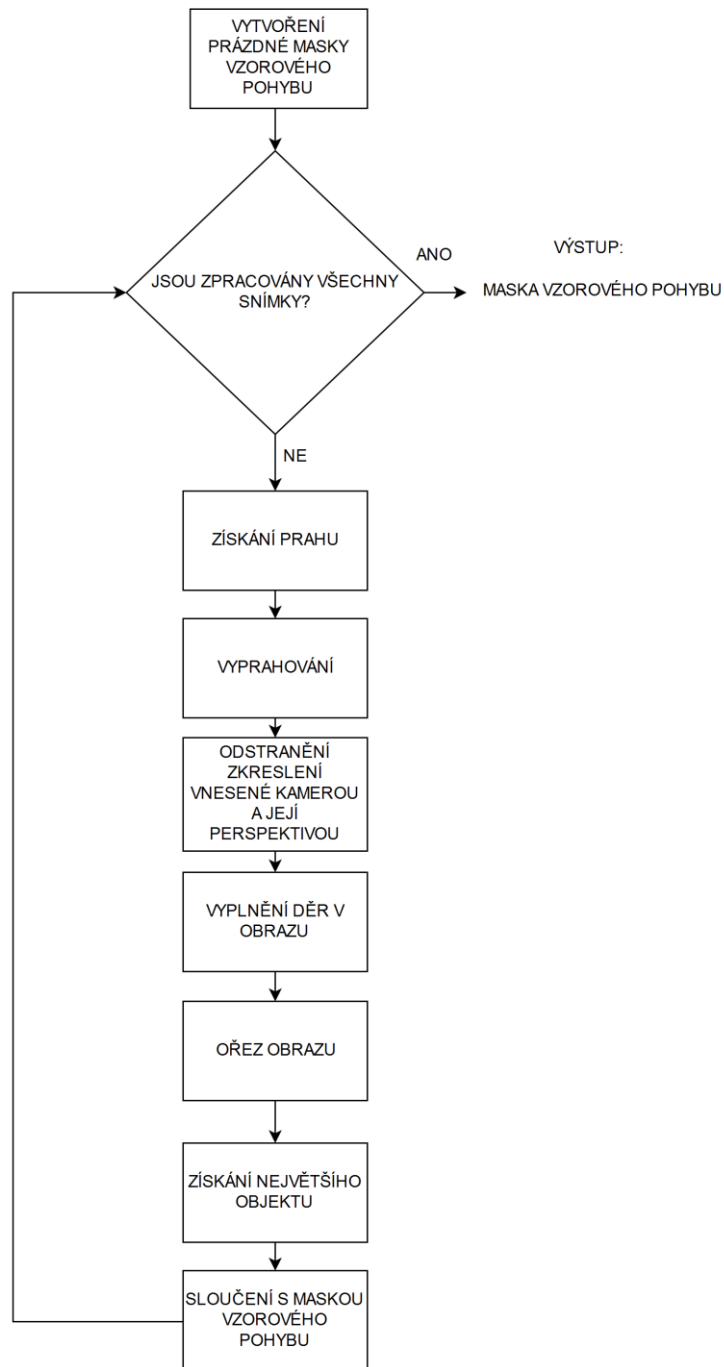 VYTVOŘENÍ
PRÁZDNÉ MASKY
VZOROVÉHO
POHYBU
JSOU ZPRACOVÁNY VŠECHNY
SNÍMKY?
ANO
VÝSTUP:
MASKA VZOROVÉHO POHYBU
NE
ZÍSKÁNÍ PRAHU
VYPRAHOVÁNÍ
ODSTRANĚNÍ
ZKRESLENÍ
VNESENÉ KAMEROU
A JEJÍ
PERSPEKTIVOU
VYPLNĚNÍ DĚR V
OBRAZU
OŘEZ OBRAZU
ZÍSKÁNÍ NEJVĚTŠÍHO
OBJEKTU
SLOUČENÍ S MASKOU
VZOROVÉHO
POHYBU